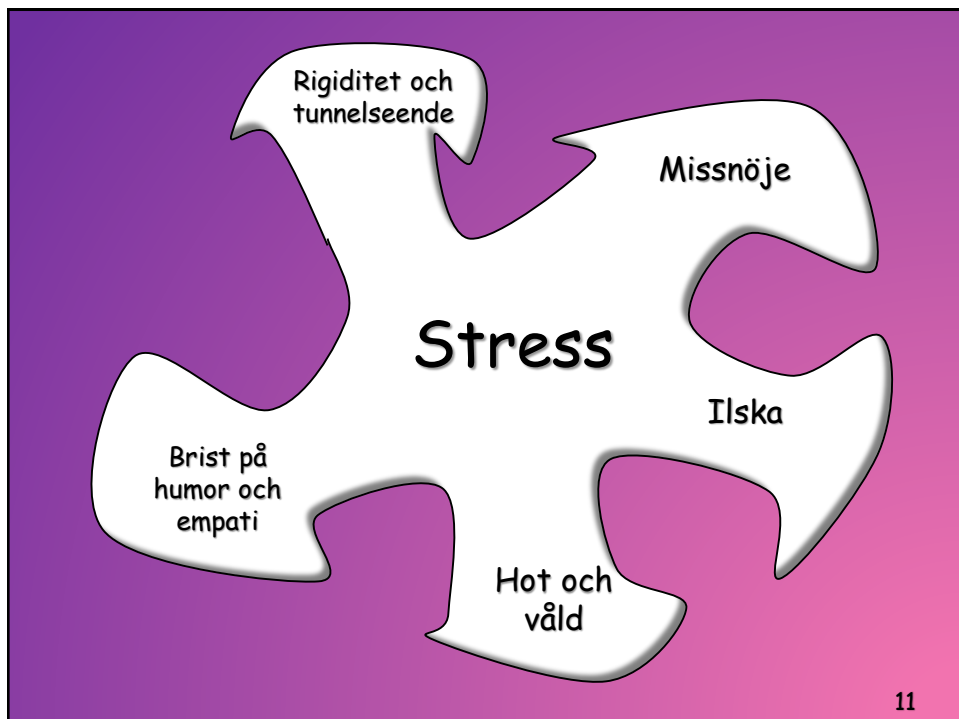 Rigiditet och
tunnelseende
Missnöje
Stress
Ilska
Brist på
humor och
empati
Hot och
våld
11